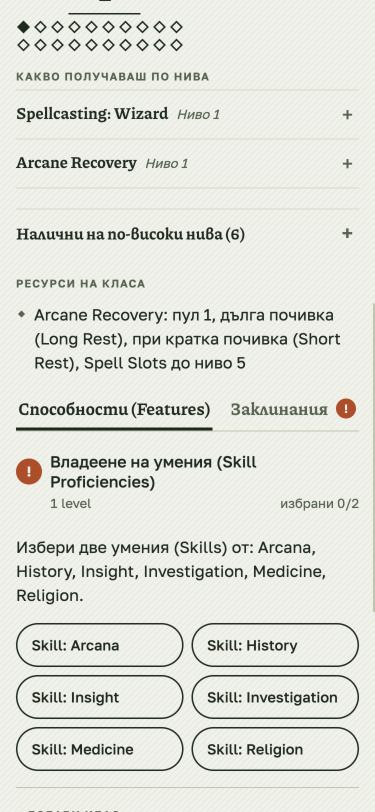 КАКВО ПОЛУЧАВАШ ПО НИВА
Spellcasting: Wizard Ниво 1 +
Arcane Recovery Ниво 1 +
Налични на по-високи нива (6) +
РЕСУРСИ НА КЛАСА
Arcane Recovery: пул 1, дълга почивка
(Long Rest), при кратка почивка (Short
Rest), Spell Slots до ниво 5
Способности (Features) Заклинания !
! Владеене на умения (Skill
Proficiencies)
1 level избрани 0/2
Избери две умения (Skills) от: Arcana,
History, Insight, Investigation, Medicine,
Religion.
Skill: Arcana Skill: History
Skill: Insight Skill: Investigation
Skill: Medicine Skill: Religion